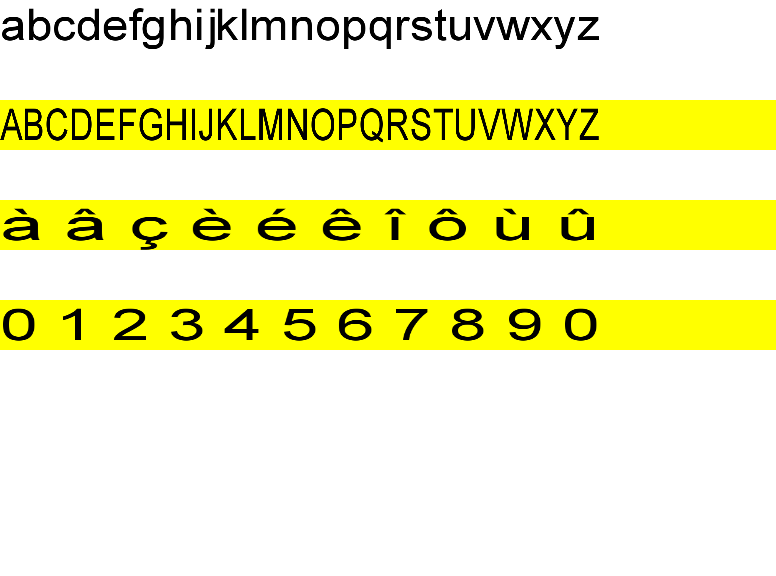 abcdefghijklmnopqrstuvwxyz
ABCDEFGHIJKLMNOPQRSTUVWXYZ
à â ç è é ê î ô ù û
0 1 2 3 4 5 6 7 8 9 0